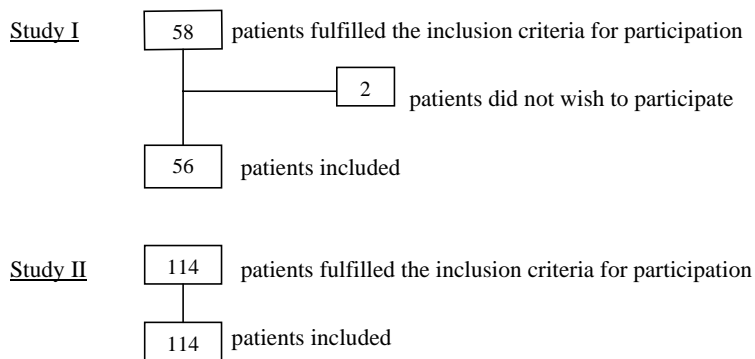 Study I 58 patients fulfilled the inclusion criteria for participation
2 patients did not wish to participate
56 patients included
Study II 114 patients fulfilled the inclusion criteria for participation
114 patients included